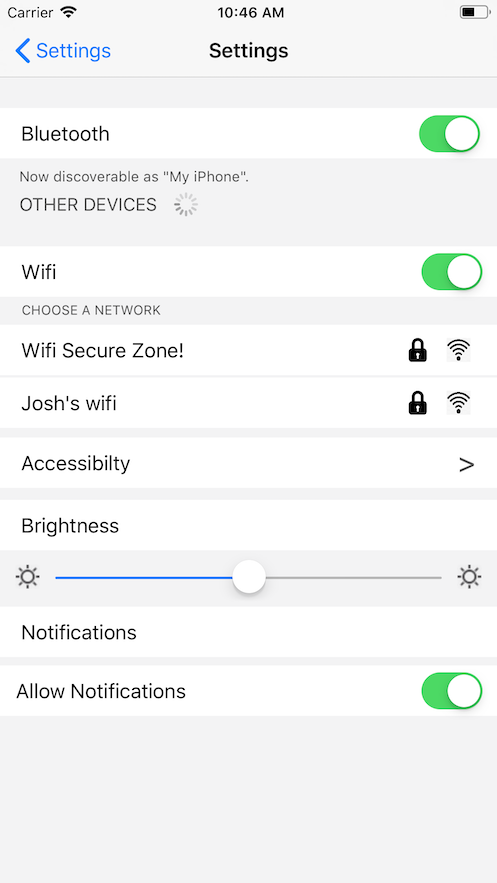 Carrier 10:46 AM
Settings Settings
Bluetooth
Now discoverable as "My iPhone".
OTHER DEVICES
Wifi
CHOOSE A NETWORK
Wifi Secure Zone!
Josh's wifi
Accessibilty >
Brightness
Notifications
Allow Notifications